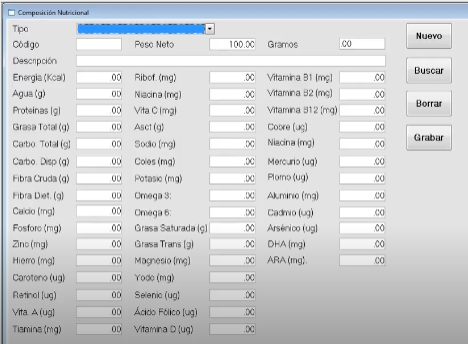 Composición Nutricional
Tipo
Código Peso Neto 100.00 Gramos .00
Descripción
Energía (Kcal) .00 Ribof. (mg) .00 Vitamina B1 (mg) .00
Agua (g) .00 Niacina (mg) .00 Vitamina B2 (mg) .00
Proteinas (g) .00 Vita C (mg) .00 Vitamina B12 (mg) .00
Grasa Total (g) .00 Asct (g) .00 Cobre (ug) .00
Carbo. Total (g) .00 Sodio (mg) .00 Niacina (mg) .00
Carbo. Disp (g) .00 Coles (mg) .00 Mercurio (ug) .00
Fibra Cruda (g) .00 Potasio (mg) .00 Plomo (ug) .00
Fibra Diet. (g) .00 Omega 3: .00 Aluminio (mg) .00
Calcio (mg) .00 Omega 6: .00 Cadmio (ug) .00
Fosforo (mg) .00 Grasa Saturada (g) .00 Arsénico (ug) .00
Zinc (mg) .00 Grasa Trans (g) .00 DHA (mg) .00
Hierro (mg) .00 Magnesio (mg) .00 ARA (mg). .00
Caroteno (ug) .00 Yodo (mg) .00
Retinol (ug) .00 Selenio (ug) .00
Vita. A (ug) .00 Ácido Fólico (ug) .00
Tiamina (mg) .00 Vitamina D (ug) .00
Nuevo
Buscar
Borrar
Grabar